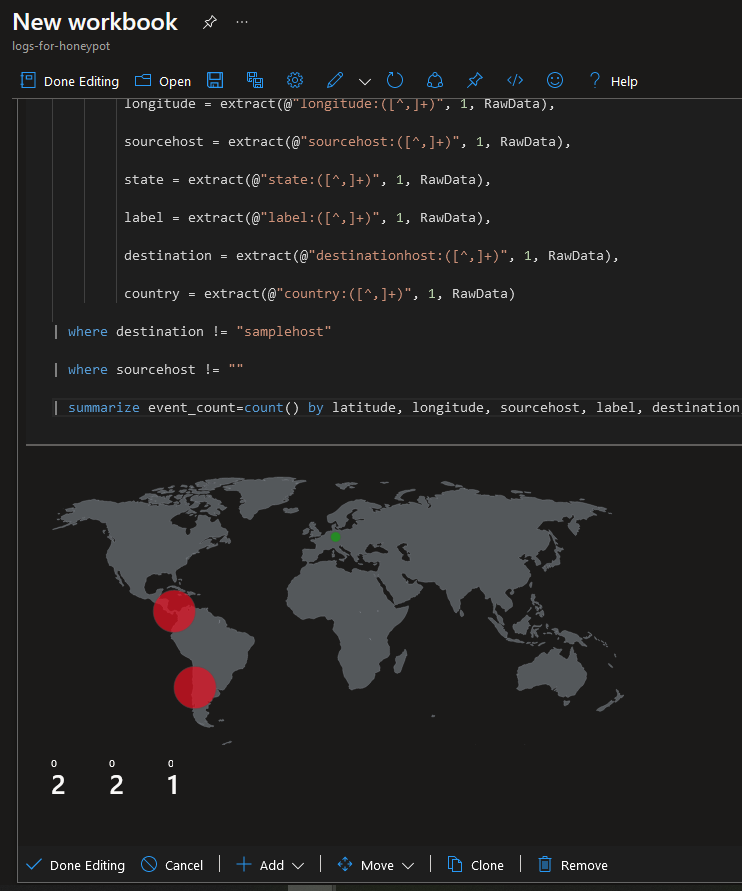 New workbook ...
logs-for-honeypot
Done Editing Open Help
longitude = extract(@"longitude:([^,]+)", 1, RawData),
sourcehost = extract(@"sourcehost:([^,]+)", 1, RawData),
state = extract(@"state:([^,]+)", 1, RawData),
label = extract(@"label:([^,]+)", 1, RawData),
destination = extract(@"destinationhost:([^,]+)", 1, RawData),
country = extract(@"country:([^,]+)", 1, RawData)
| where destination != "samplehost"
| where sourcehost != ""
| summarize event_count=count() by latitude, longitude, sourcehost, label, destination
0 0 0
2 2 1
Done Editing Cancel Add Move Clone Remove